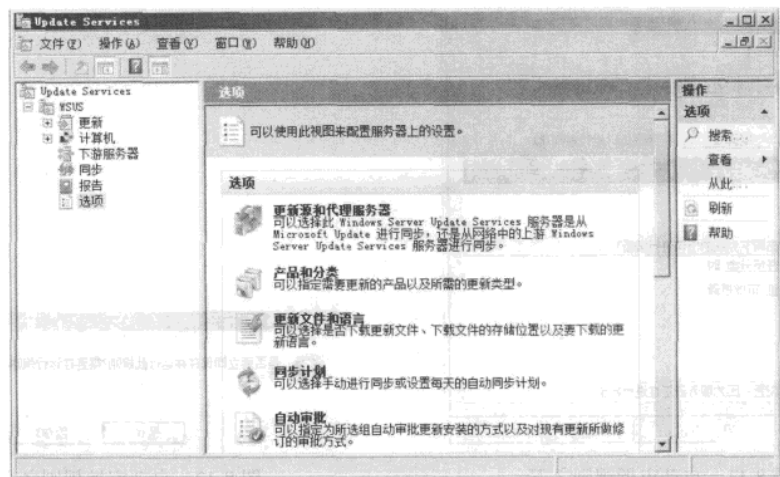 Update Services
文件(F) 操作(A) 查看(V) 窗口(W) 帮助(H)
Update Services
WSUS
更新
计算机
下游服务器
同步
报告
选项
选项
可以使用此视图来配置服务器上的设置。
选项
更新源和代理服务器
可以选择此 Windows Server Update Services 服务器是从
Microsoft Update 进行同步,还是从网络中的上游 Windows
Server Update Services 服务器进行同步。
产品和分类
可以指定需要更新的产品以及所需的更新类型。
更新文件和语言
可以选择是否下载更新文件、下载文件的存储位置以及要下载的更
新语言。
同步计划
可以选择手动进行同步或设置每天的自动同步计划。
自动审批
可以指定为所选组自动审批更新安装的方式以及对现有更新所做修
订的审批方式。
操作
选项
搜索...
查看
从此...
刷新
帮助